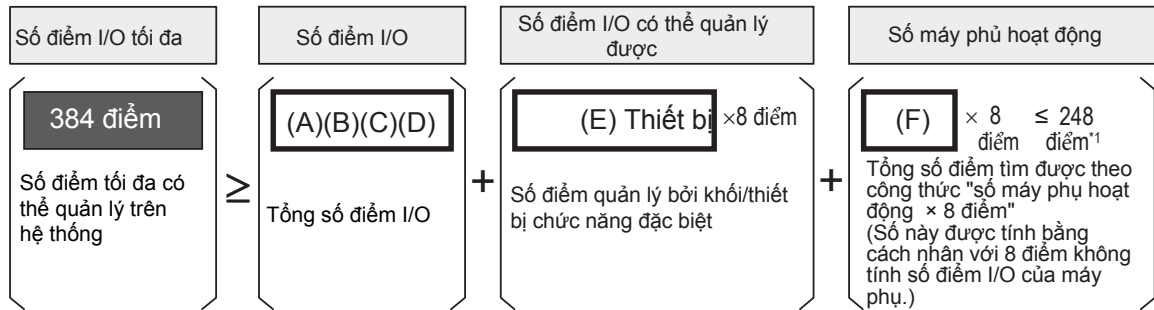 Số điểm I/O tối đa
384 điểm
Số điểm tối đa có
thể quản lý trên
hệ thống
≥
Số điểm I/O
(A)(B)(C)(D)
Tổng số điểm I/O
+
Số điểm I/O có thể quản lý
được
(E) Thiết bị ×8 điểm
Số điểm quản lý bởi khối/thiết
bị chức năng đặc biệt
+
Số máy phủ hoạt động
(F) × 8 ≤ 248
điểm điểm*1
Tổng số điểm tìm được theo
công thức "số máy phụ hoạt
động × 8 điểm"
(Số này được tính bằng
cách nhân với 8 điểm không
tính số điểm I/O của máy
phụ.)